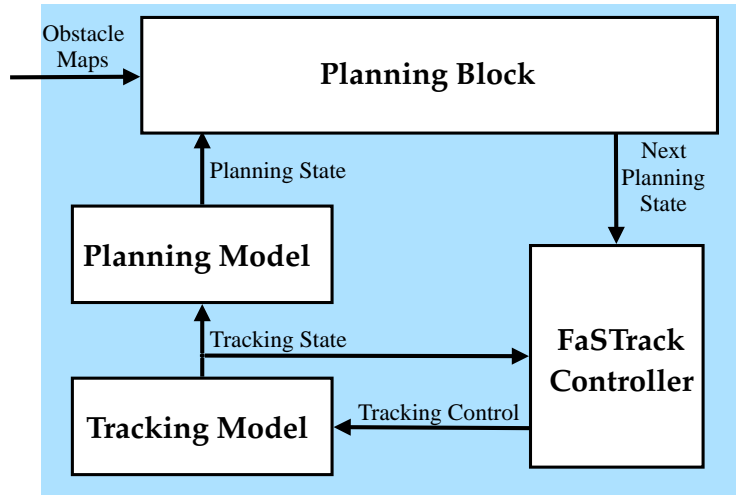 Obstacle
Maps
Planning Block
Planning State
Next
Planning
State
Planning Model
Tracking State
FaSTrack
Controller
Tracking Control
Tracking Model